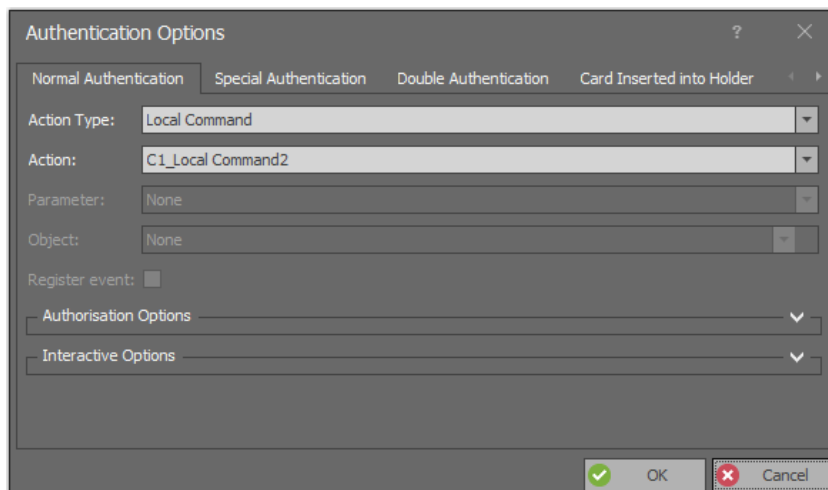 Authentication Options ?
Normal Authentication Special Authentication Double Authentication Card Inserted into Holder
Action Type: Local Command
Action: C1_Local Command2
Parameter: None
Object: None
Register event:
Authorisation Options
Interactive Options
OK Cancel